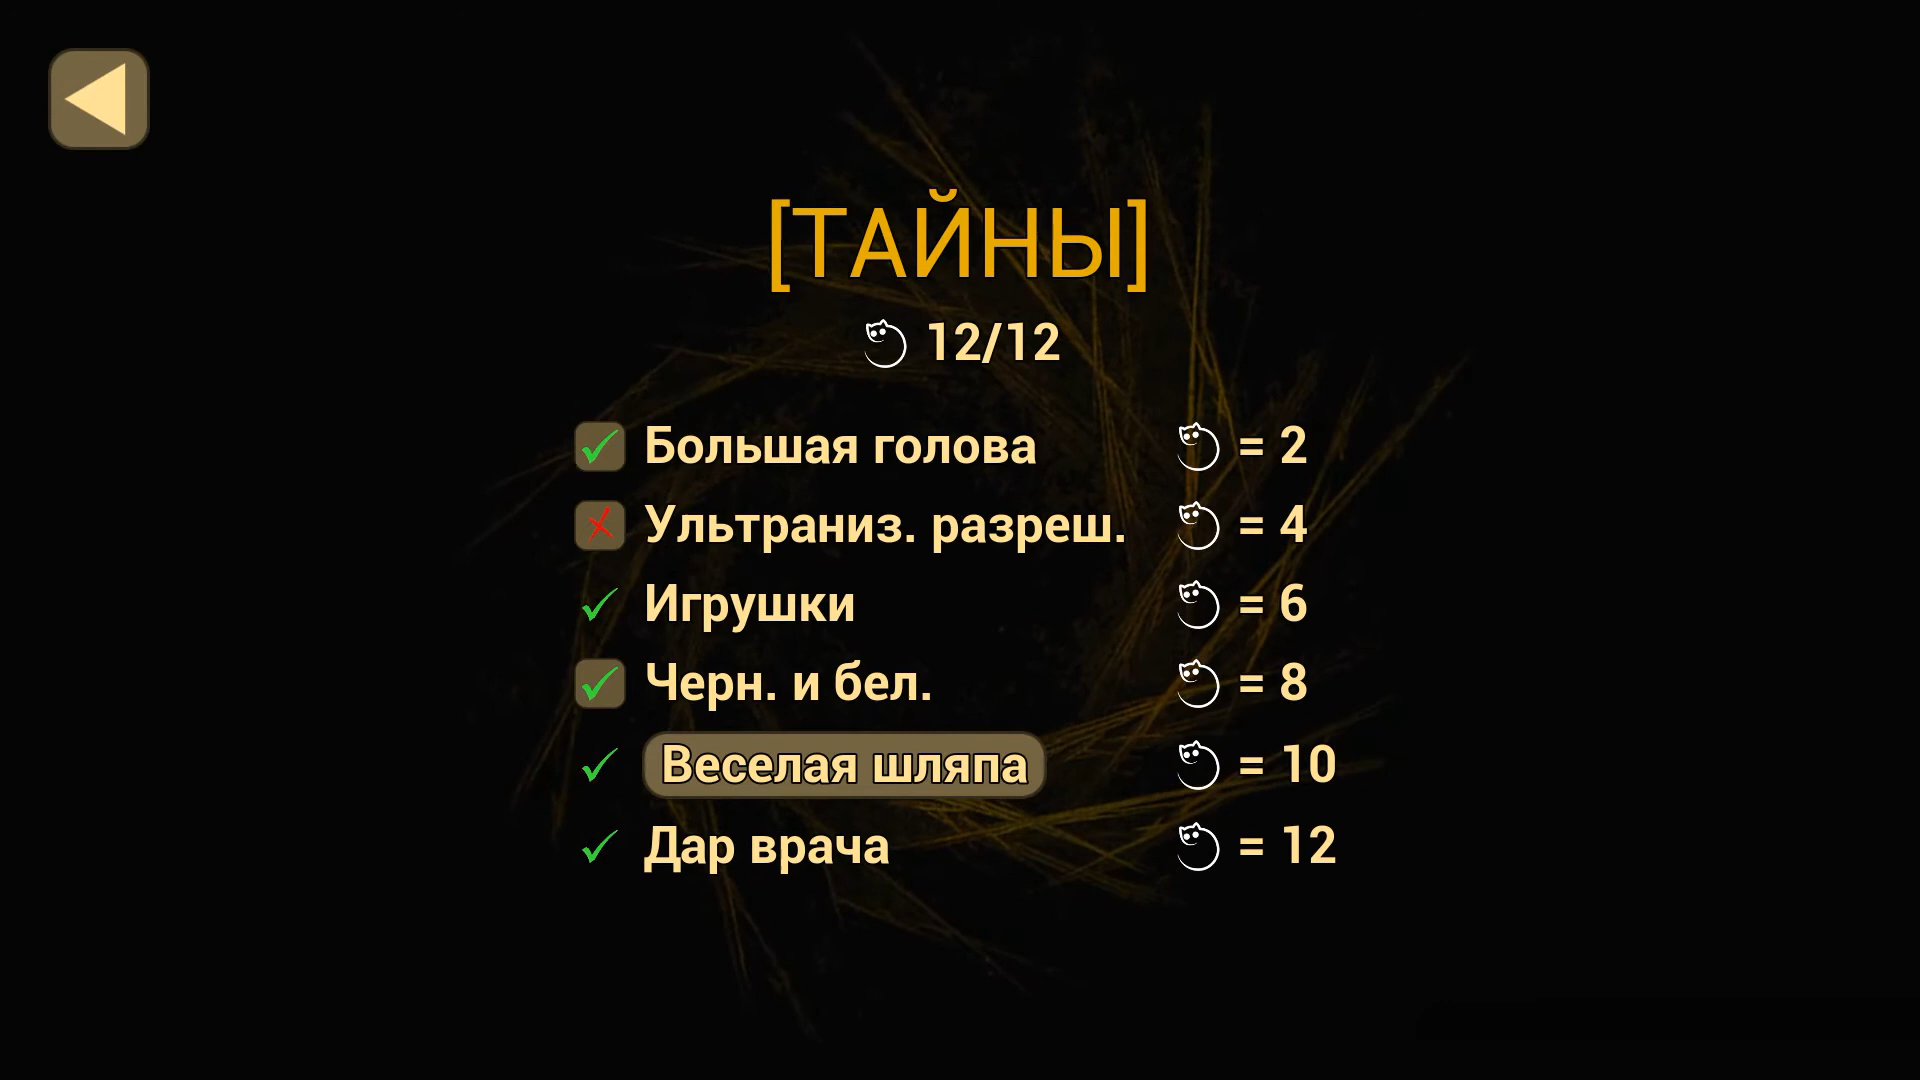 [ТАЙНЫ]
12/12
Большая голова = 2
Ультраниз. разреш. = 4
Игрушки = 6
Черн. и бел. = 8
Веселая шляпа = 10
Дар врача = 12